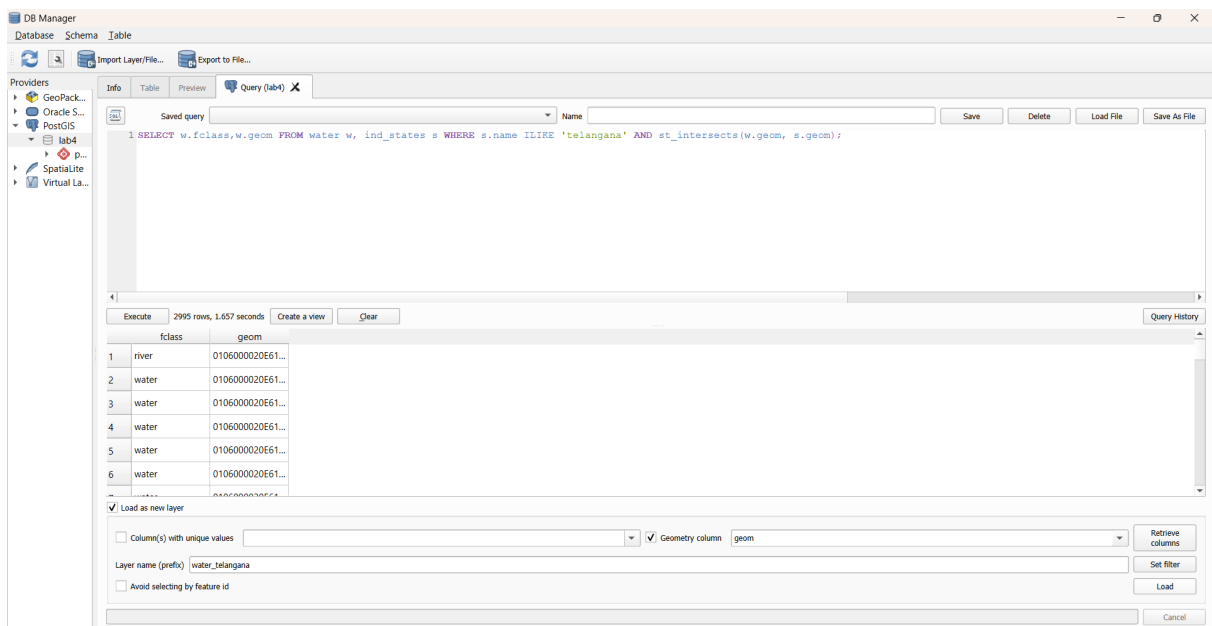 DB Manager
Database Schema Table
Import Layer/File... Export to File...
Providers
GeoPack...
Oracle S...
PostGIS
lab4
p...
SpatiaLite
Virtual La...
Info Table Preview Query (lab4)
Saved query Name Save Delete Load File Save As File
1 SELECT w.fclass,w.geom FROM water w, ind_states s WHERE s.name ILIKE 'telangana' AND st_intersects(w.geom, s.geom);
Execute 2995 rows, 1.657 seconds Create a view Clear Query History
fclass geom
1 river 0106000020E61...
2 water 0106000020E61...
3 water 0106000020E61...
4 water 0106000020E61...
5 water 0106000020E61...
6 water 0106000020E61...
Load as new layer
Column(s) with unique values Geometry column geom Retrieve columns
Layer name (prefix) water_telangana Set filter
Avoid selecting by feature id Load
Cancel